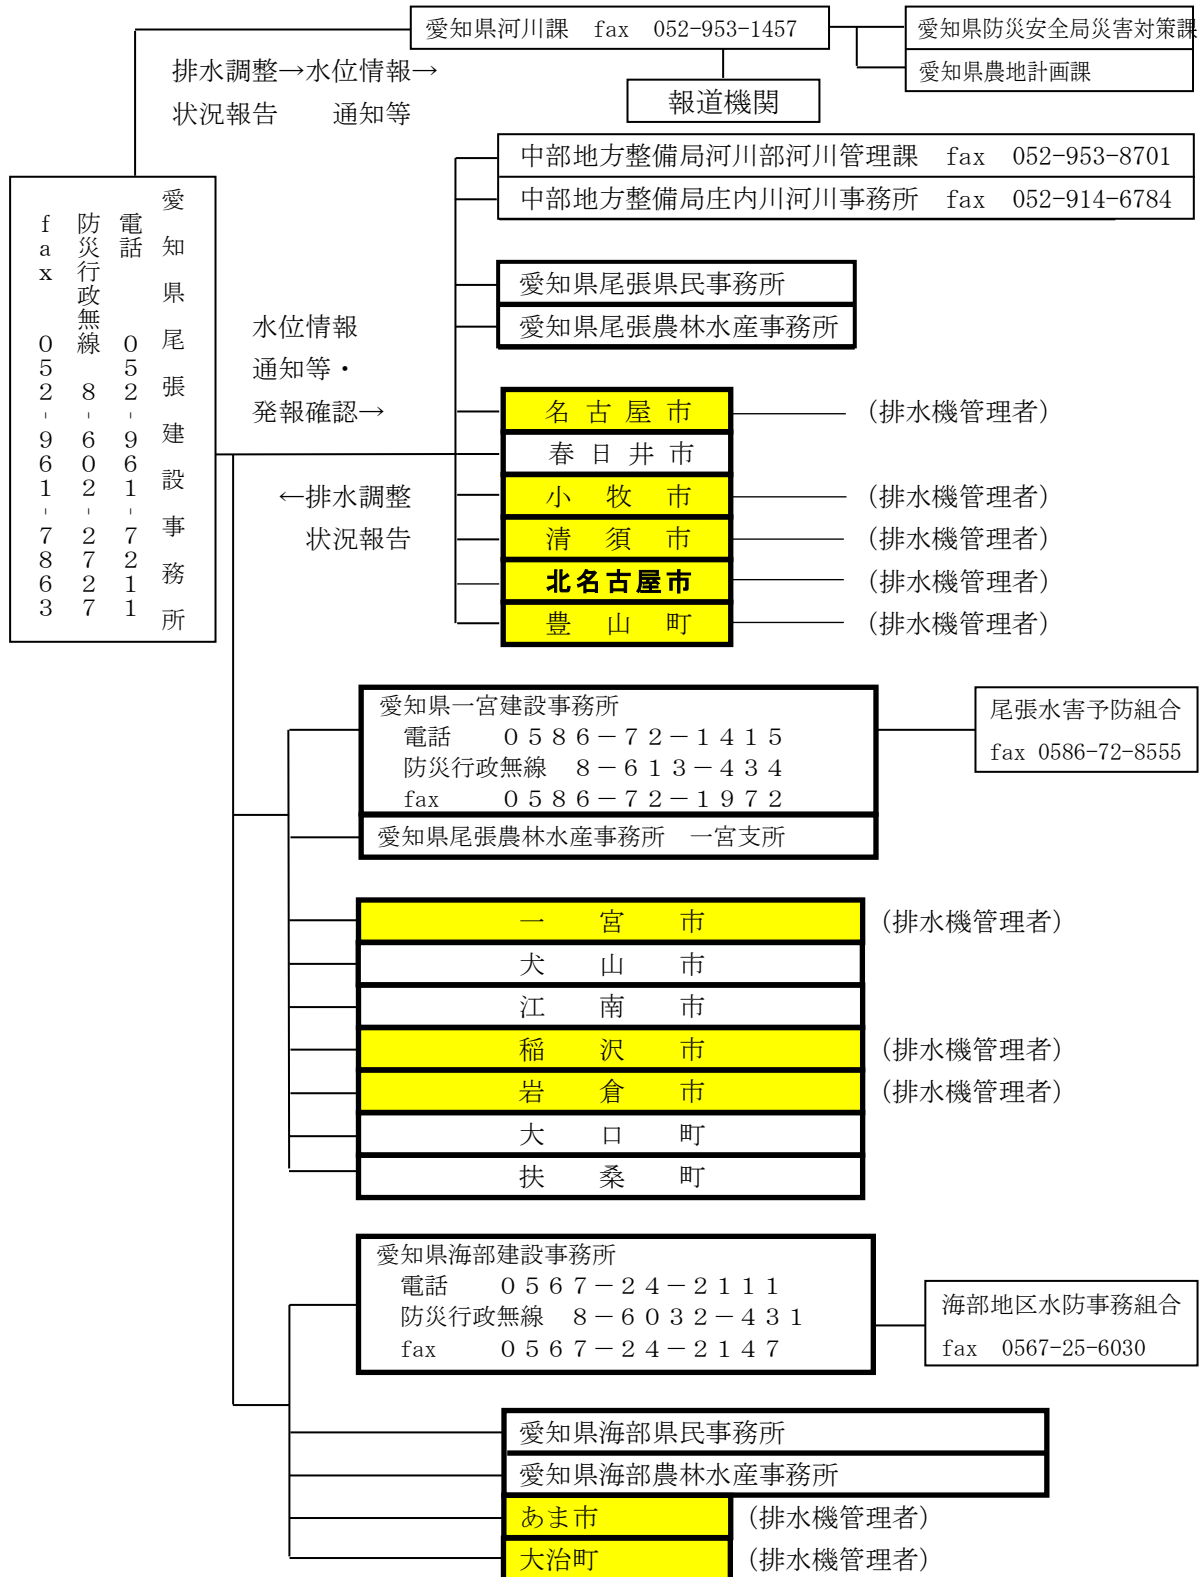 愛知県河川課 fax 052-953-1457
愛知県防災安全局災害対策課
愛知県農地計画課
排水調整→水位情報→
状況報告 通知等
報道機関
中部地方整備局河川部河川管理課 fax 052-953-8701
中部地方整備局庄内川河川事務所 fax 052-914-6784
愛知県尾張建設事務所
電話 052-961-7211
防災行政無線 8-602-2727
fax 052-961-7863
愛知県尾張県民事務所
愛知県尾張農林水産事務所
水位情報
通知等・
発報確認→
←排水調整
状況報告
名古屋市 (排水機管理者)
春日井市
小牧市 (排水機管理者)
清須市 (排水機管理者)
北名古屋市 (排水機管理者)
豊山町 (排水機管理者)
愛知県一宮建設事務所
電話 0586-72-1415
防災行政無線 8-613-434
fax 0586-72-1972
尾張水害予防組合
fax 0586-72-8555
愛知県尾張農林水産事務所 一宮支所
一宮市 (排水機管理者)
犬山市
江南市
稲沢市 (排水機管理者)
岩倉市 (排水機管理者)
大口町
扶桑町
愛知県海部建設事務所
電話 0567-24-2111
防災行政無線 8-6032-431
fax 0567-24-2147
海部地区水防事務組合
fax 0567-25-6030
愛知県海部県民事務所
愛知県海部農林水産事務所
あま市 (排水機管理者)
大治町 (排水機管理者)